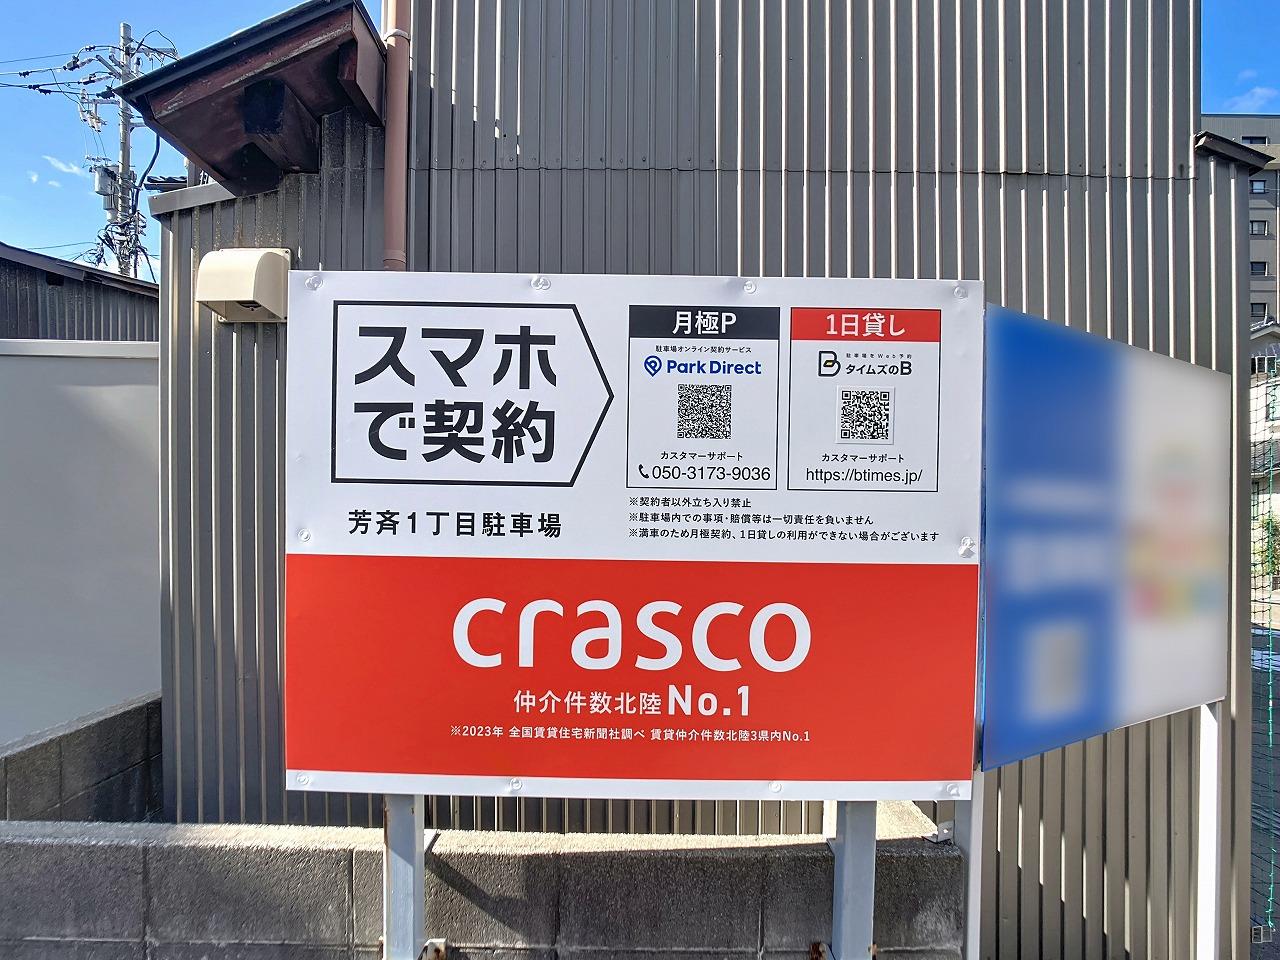 スマホ
で契約
芳斉1丁目駐車場
月極P
駐車場オンライン契約サービス
Park Direct
カスタマーサポート
050-3173-9036
1日貸し
駐車場をWeb予約
B タイムズのB
カスタマーサポート
https://btimes.jp/
※契約者以外立ち入り禁止
※駐車場内での事項・賠償等は一切責任を負いません
※満車のため月極契約、1日貸しの利用ができない場合がございます
crasco
仲介件数北陸No.1
※2023年 全国賃貸住宅新聞社調べ 賃貸仲介件数北陸3県内No.1